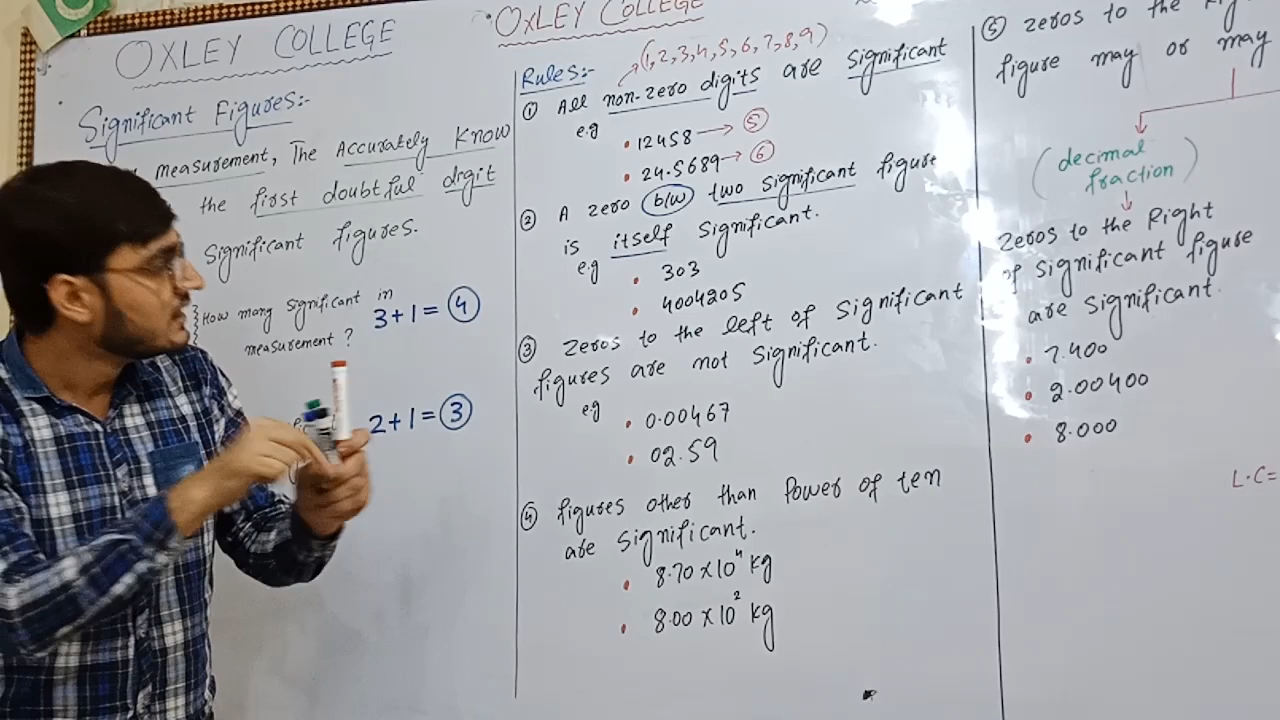 OXLEY COLLEGE
Significant Figures:-
measurement, The Accurately Know
the first doubtful digit
Significant figures.
How many significant in
measurement ?
3+1 = 4
2+1 = 3
OXLEY COLLEGE
Rules:-
(1,2,3,4,5,6,7,8,9)
① All non-zero digits are significant
e.g
• 12458 → 5
• 24.5689 → 6
② A zero b/w two significant figure
is itself significant.
e.g
• 303
• 4004205
③ Zeros to the left of significant
figures are not significant.
eg
• 0.00467
• 02.59
④ figures other than Power of ten
are significant.
• 8.70 x10⁴ kg
• 8.00 x10² kg
⑤ zeros to the
figure may or may
(decimal
fraction)
Zeros to the Right
of significant figure
are significant.
• 7.400
• 2.00400
• 8.000
L.C=